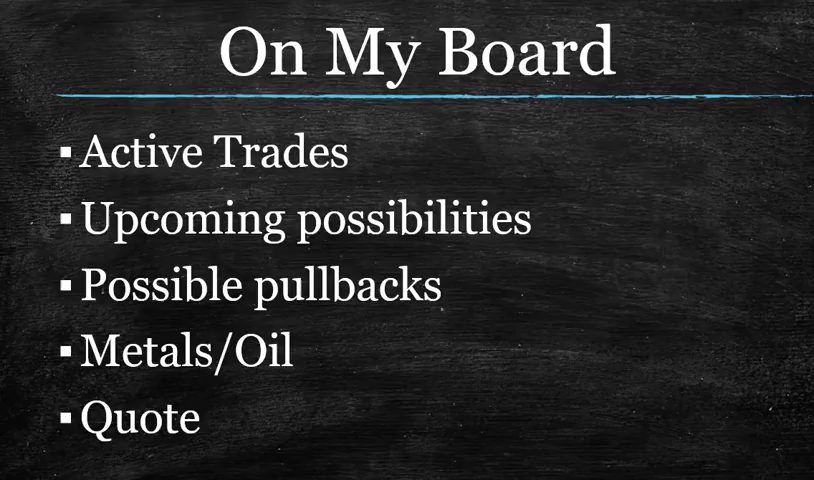 On My Board
▪ Active Trades
▪ Upcoming possibilities
▪ Possible pullbacks
▪ Metals/Oil
▪ Quote